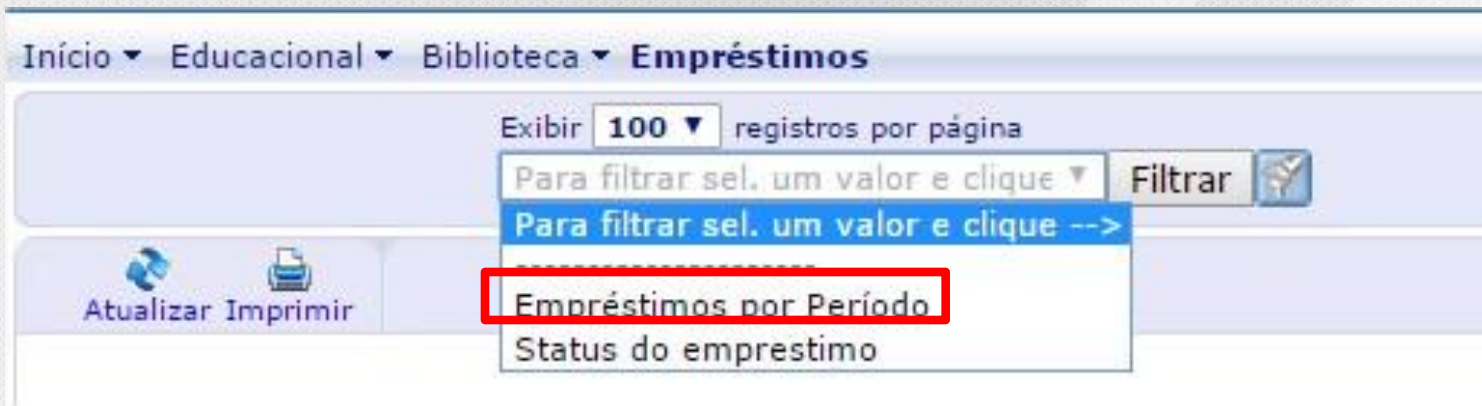 Início ▾ Educacional ▾ Biblioteca ▾ Empréstimos
Exibir 100 ▼ registros por página
Para filtrar sel. um valor e clique ▼ Filtrar
Para filtrar sel. um valor e clique -->
---------------------
Empréstimos por Período
Status do emprestimo
Atualizar Imprimir